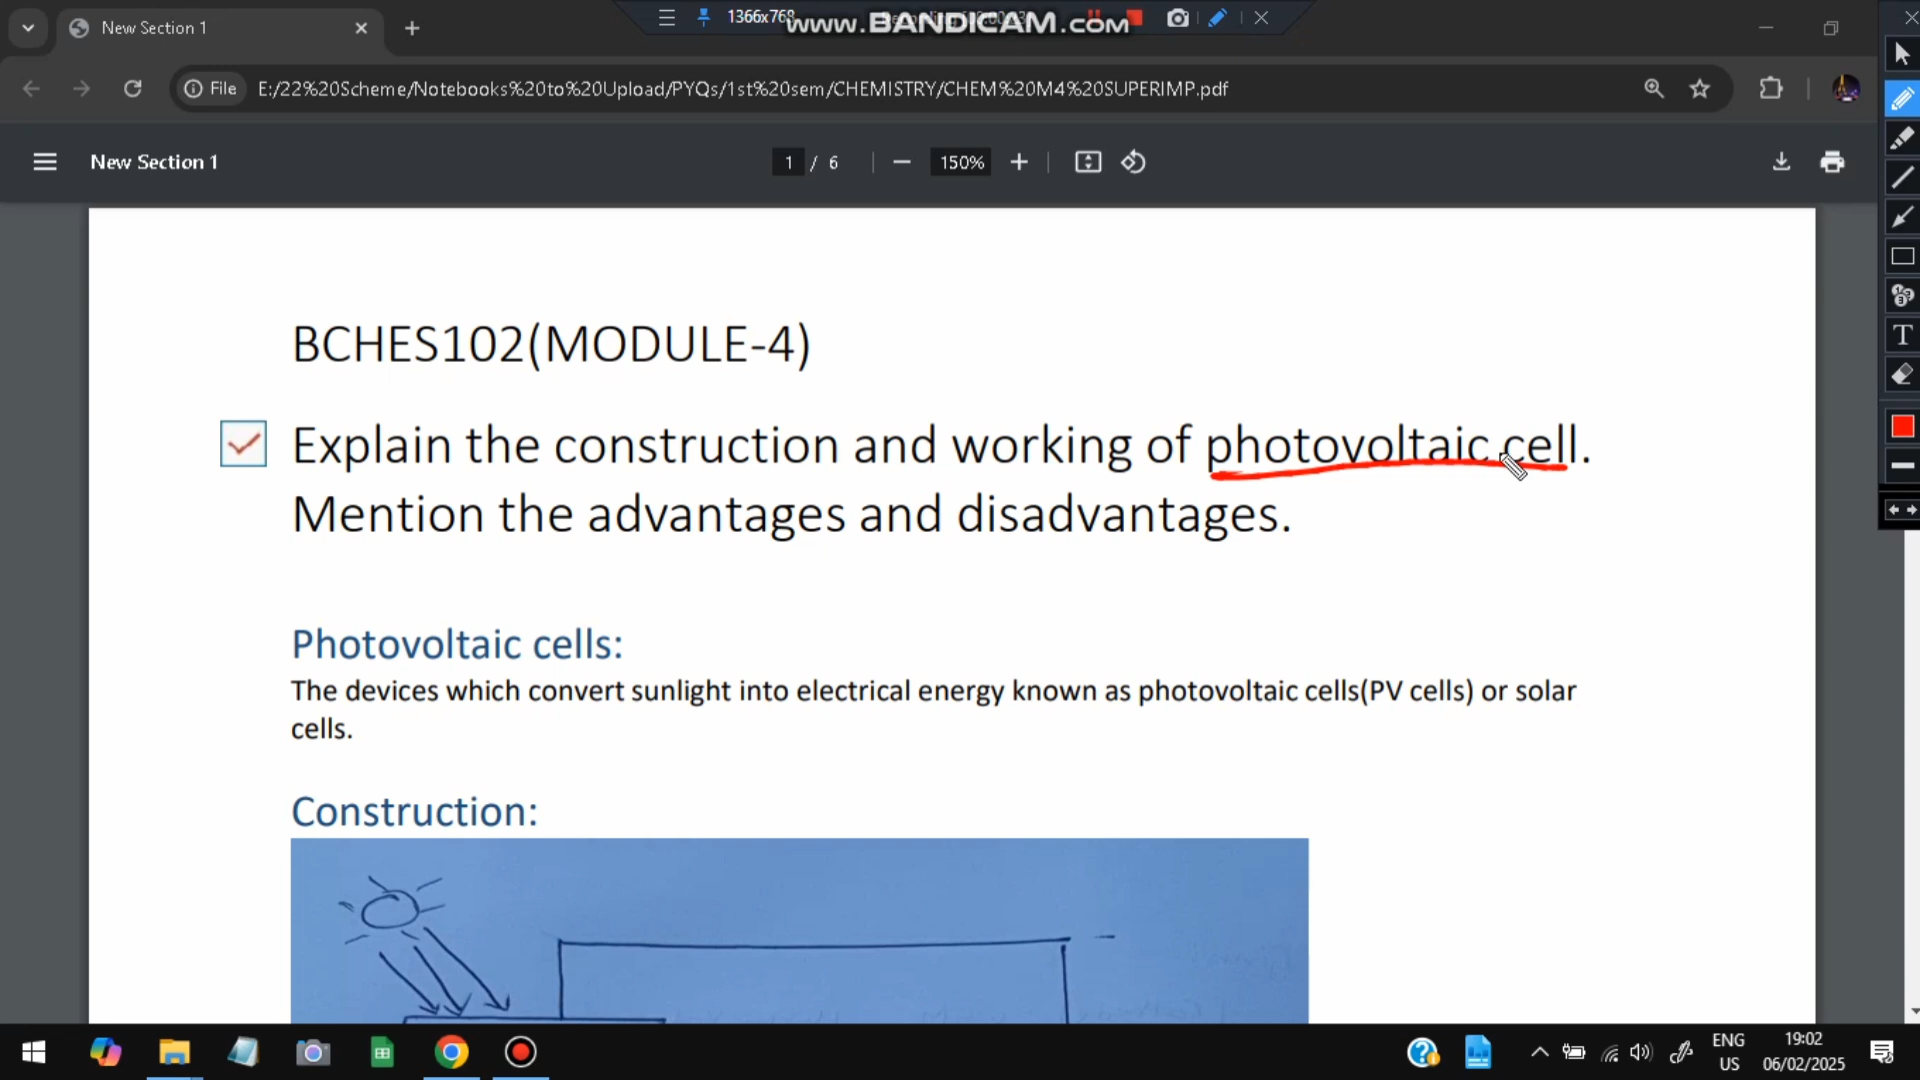 New Section 1
1366x768
www.BANDICAM.com
File
E:/22%20Scheme/Notebooks%20to%20Upload/PYQs/1st%20sem/CHEMISTRY/CHEM%20M4%20SUPERIMP.pdf
New Section 1
1 / 6
150%
BCHES102(MODULE-4)
Explain the construction and working of photovoltaic cell.
Mention the advantages and disadvantages.
Photovoltaic cells:
The devices which convert sunlight into electrical energy known as photovoltaic cells(PV cells) or solar
cells.
Construction:
T
ENG
US
19:02
06/02/2025